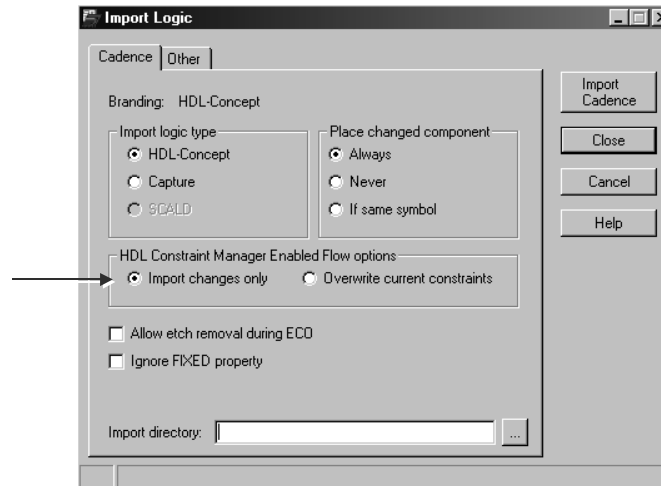 Import Logic
Cadence Other
Branding: HDL-Concept
Import logic type
HDL-Concept
Capture
SCALD
Place changed component
Always
Never
If same symbol
HDL Constraint Manager Enabled Flow options
Import changes only Overwrite current constraints
Allow etch removal during ECO
Ignore FIXED property
Import directory: ...
Import
Cadence
Close
Cancel
Help